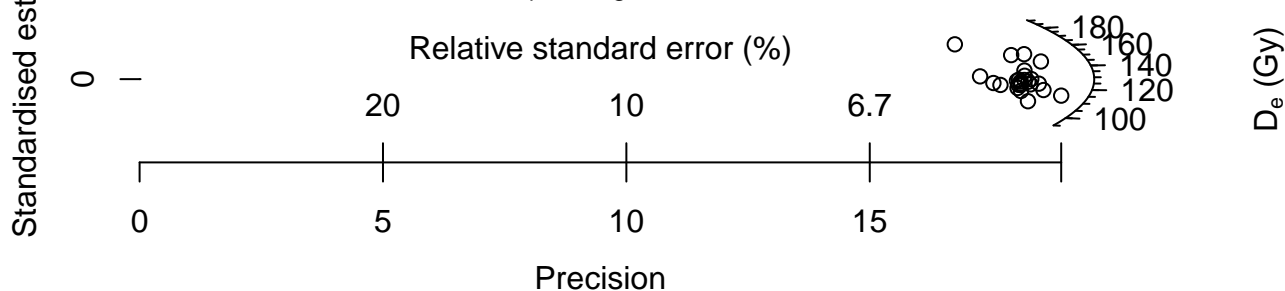 Standardised est
0
Relative standard error (%)
20 10 6.7
180
160
140
120
100
Dₑ (Gy)
0 5 10 15
Precision